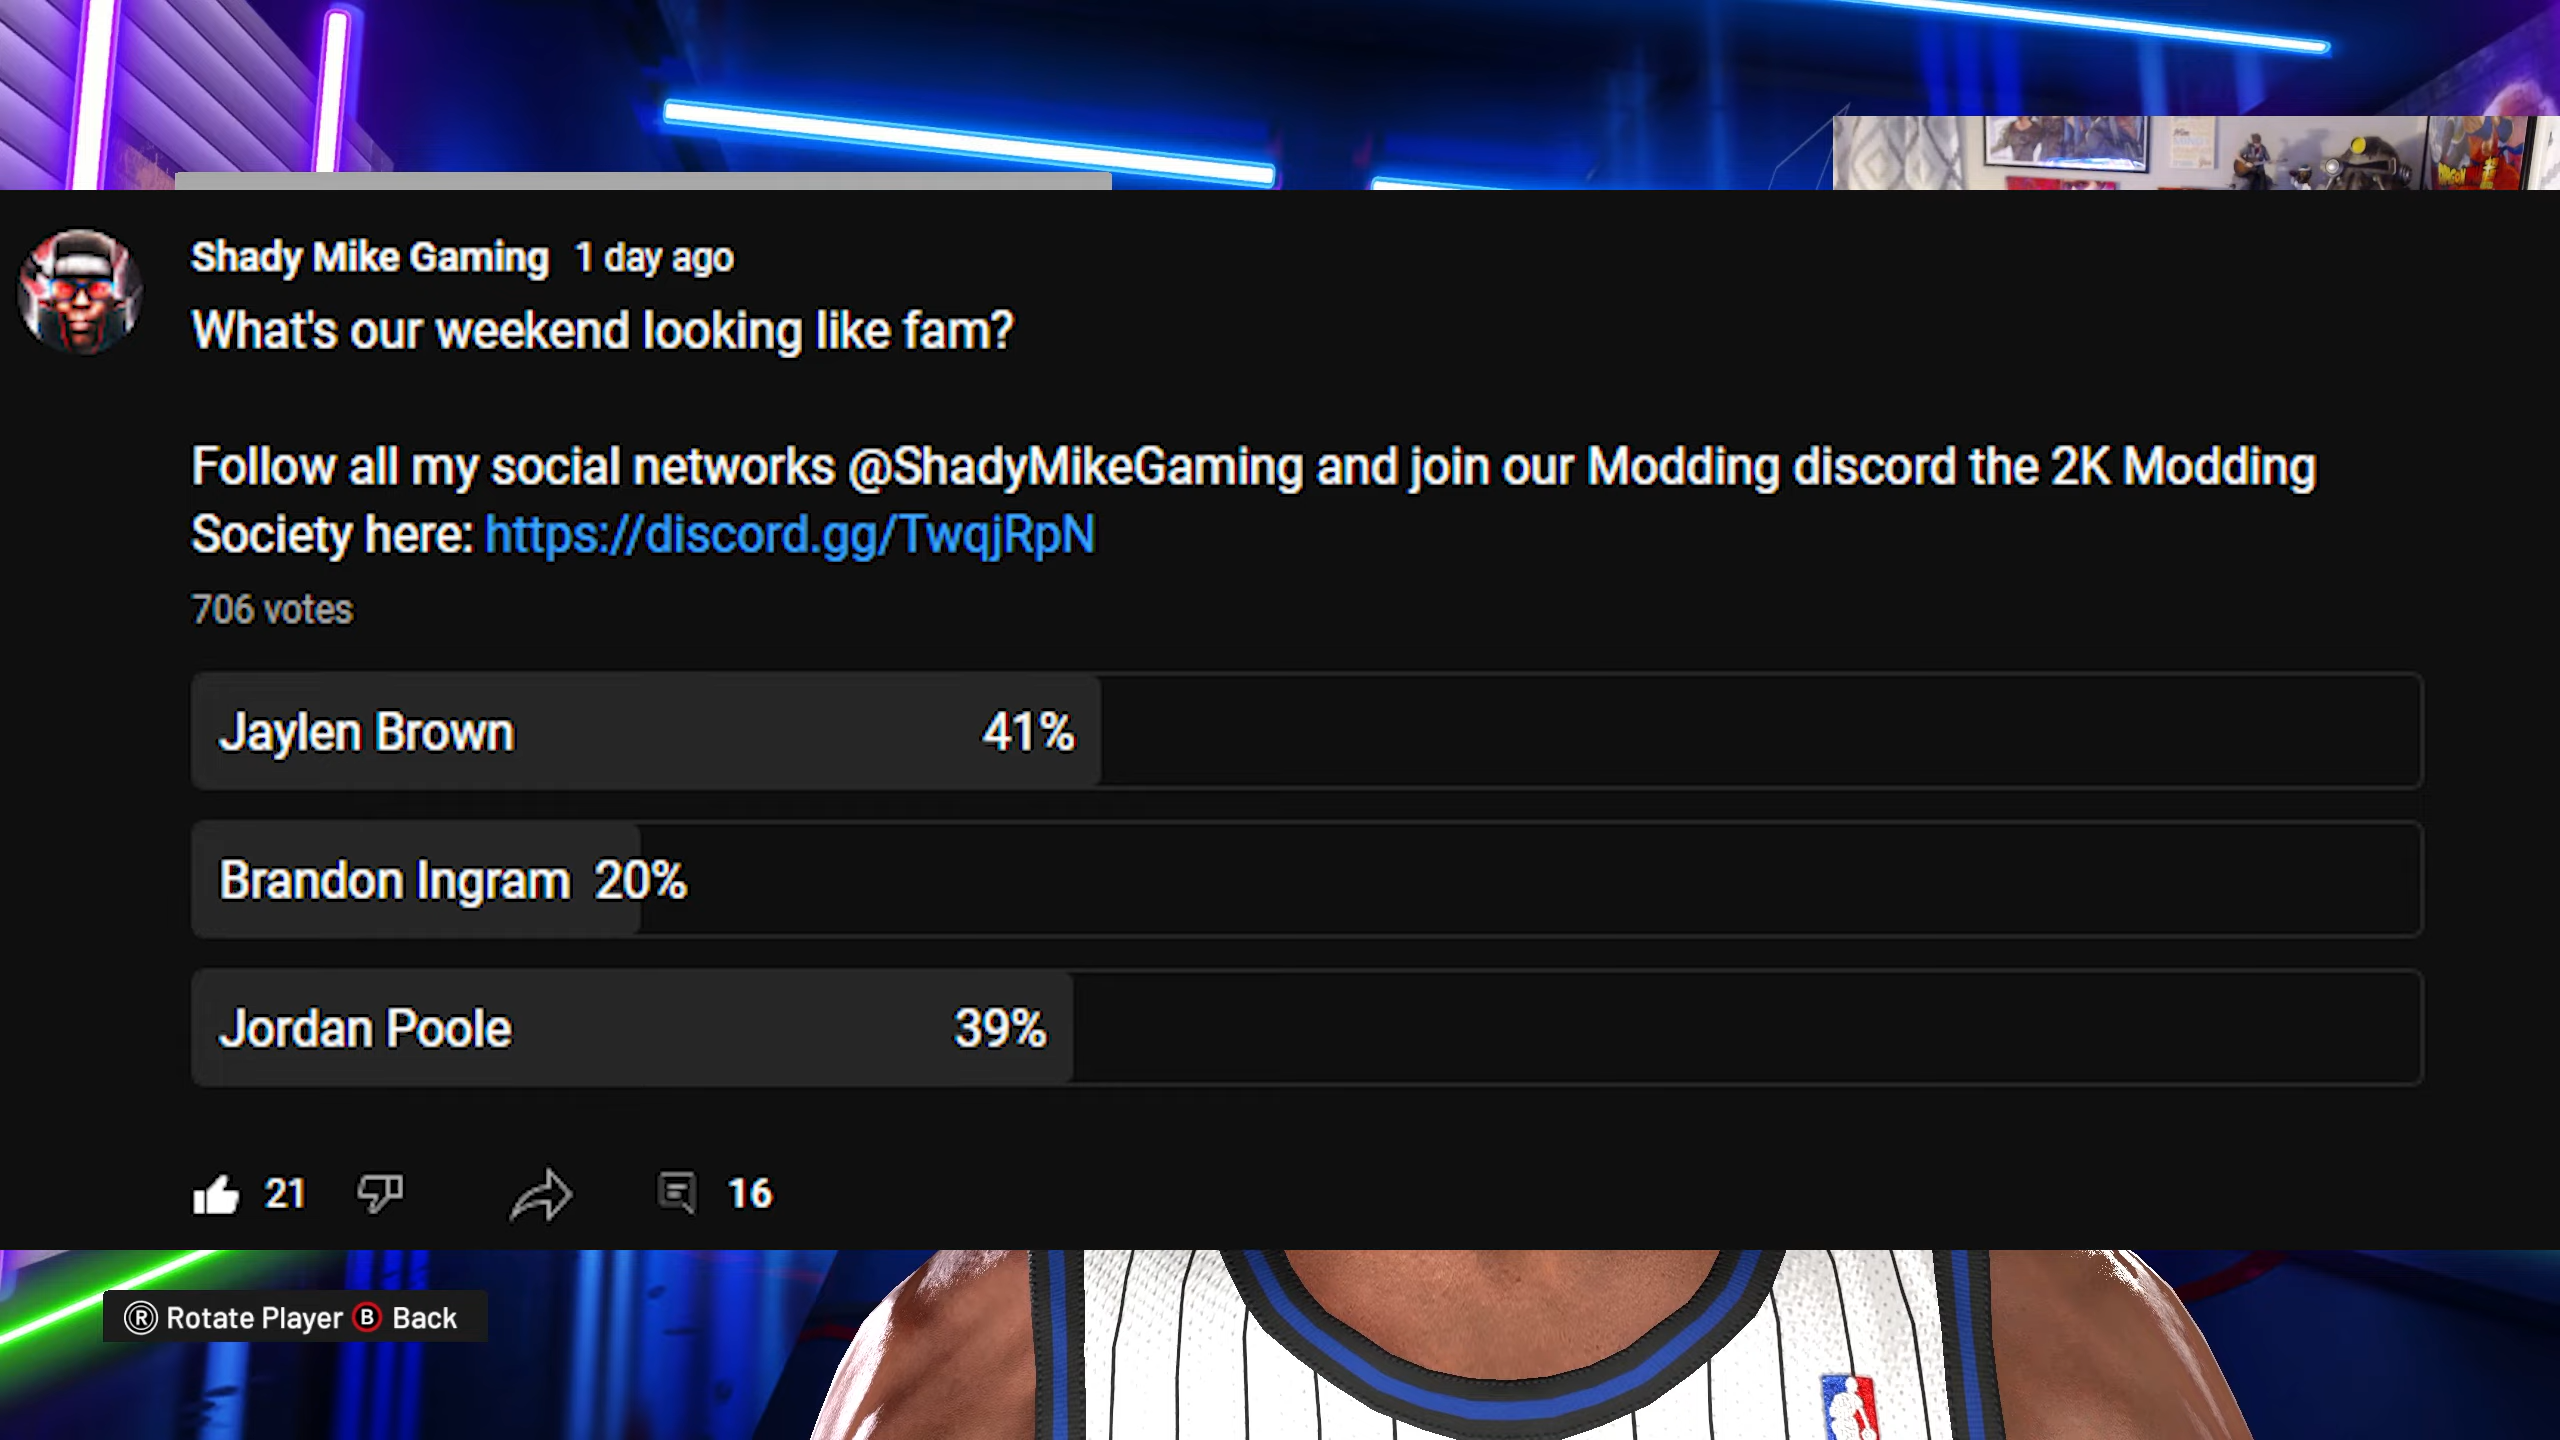 Shady Mike Gaming 1 day ago
What's our weekend looking like fam?
Follow all my social networks @ShadyMikeGaming and join our Modding discord the 2K Modding
Society here: https://discord.gg/TwqjRpN
706 votes
Jaylen Brown 41%
Brandon Ingram 20%
Jordan Poole 39%
21 16
R Rotate Player B Back